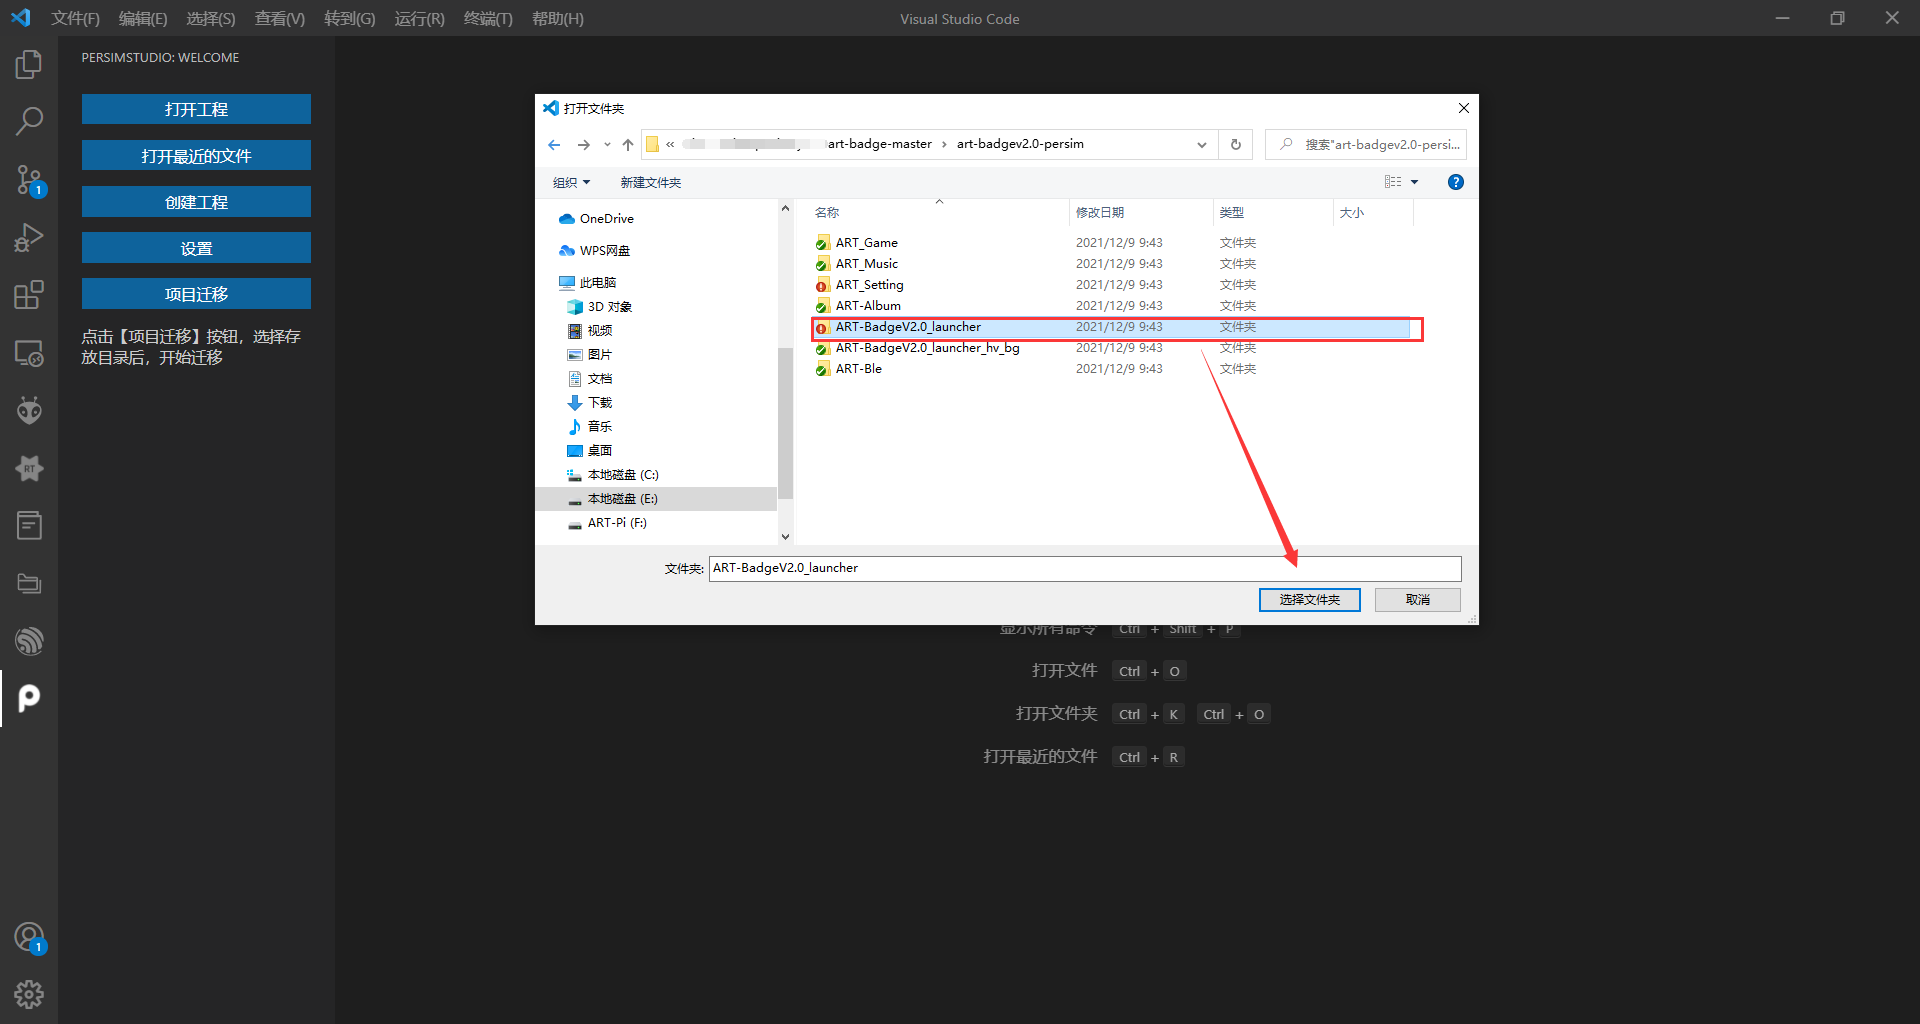 文件(F) 编辑(E) 选择(S) 查看(V) 转到(G) 运行(R) 终端(T) 帮助(H) Visual Studio Code
PERSIMSTUDIO: WELCOME
打开工程
打开最近的文件
创建工程
设置
项目迁移
点击【项目迁移】按钮，选择存
放目录后，开始迁移
1
RT
1
打开文件夹
« art-badge-master › art-badgev2.0-persim
搜索"art-badgev2.0-persi...
组织 新建文件夹
?
OneDrive
WPS网盘
此电脑
3D 对象
视频
图片
文档
下载
音乐
桌面
本地磁盘 (C:)
本地磁盘 (E:)
ART-Pi (F:)
名称 修改日期 类型 大小
ART_Game 2021/12/9 9:43 文件夹
ART_Music 2021/12/9 9:43 文件夹
ART_Setting 2021/12/9 9:43 文件夹
ART-Album 2021/12/9 9:43 文件夹
ART-BadgeV2.0_launcher 2021/12/9 9:43 文件夹
ART-BadgeV2.0_launcher_hv_bg 2021/12/9 9:43 文件夹
ART-Ble 2021/12/9 9:43 文件夹
文件夹: ART-BadgeV2.0_launcher
选择文件夹 取消
显示所有命令 Ctrl + Shift + P
打开文件 Ctrl + O
打开文件夹 Ctrl + K Ctrl + O
打开最近的文件 Ctrl + R